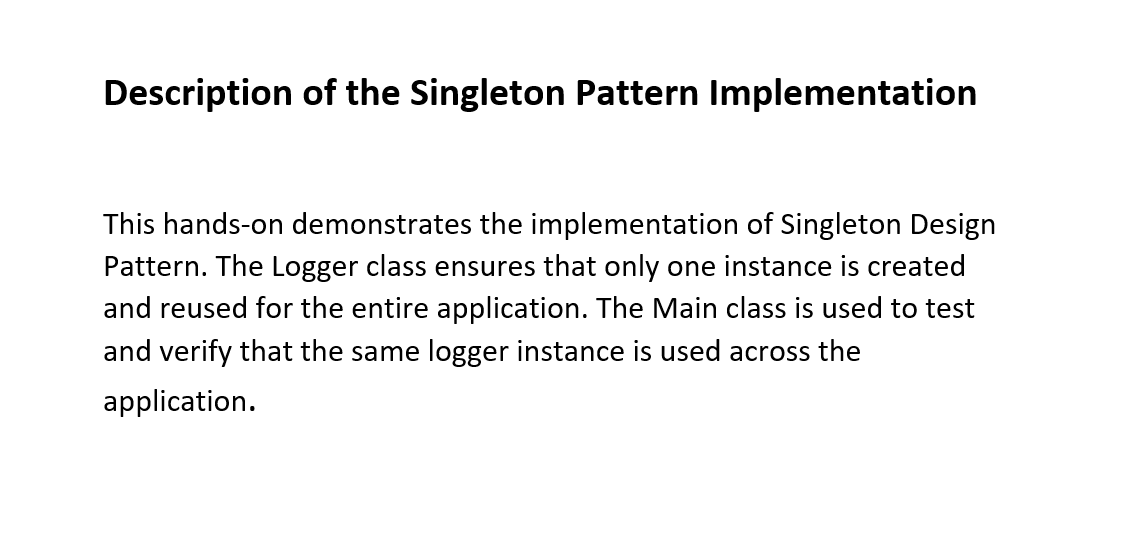 Description of the Singleton Pattern Implementation
This hands-on demonstrates the implementation of Singleton Design
Pattern. The Logger class ensures that only one instance is created
and reused for the entire application. The Main class is used to test
and verify that the same logger instance is used across the
application.